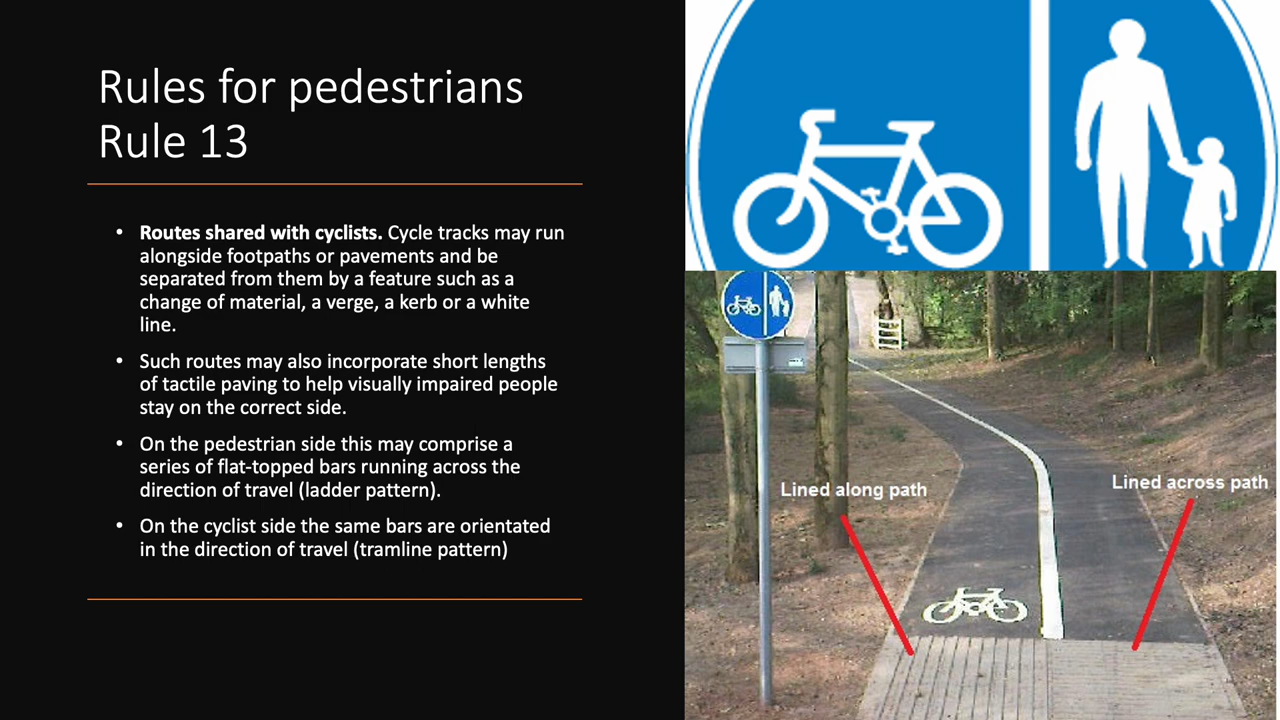 Rules for pedestrians
Rule 13
• Routes shared with cyclists. Cycle tracks may run
alongside footpaths or pavements and be
separated from them by a feature such as a
change of material, a verge, a kerb or a white
line.
• Such routes may also incorporate short lengths
of tactile paving to help visually impaired people
stay on the correct side.
• On the pedestrian side this may comprise a
series of flat-topped bars running across the
direction of travel (ladder pattern).
• On the cyclist side the same bars are orientated
in the direction of travel (tramline pattern)
Lined along path
Lined across path